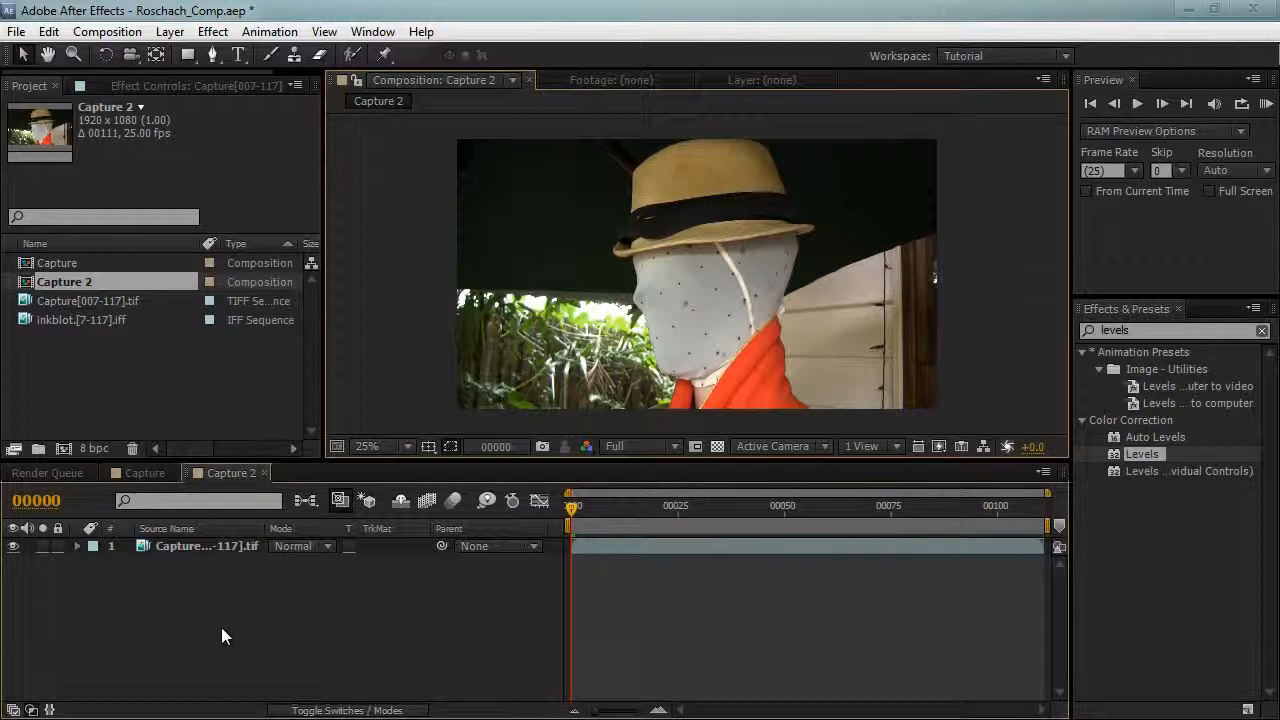 Adobe After Effects - Roschach_Comp.aep *
File Edit Composition Layer Effect Animation View Window Help
Workspace: Tutorial
Project Effect Controls: Capture[007-117]
Capture 2
1920 x 1080 (1.00)
Δ 00111, 25.00 fps
Name Type Size
Capture Composition
Capture 2 Composition
Capture[007-117].tif TIFF Se...nce
inkblot.[7-117].iff IFF Sequence
8 bpc
Composition: Capture 2 Footage: (none) Layer: (none)
Capture 2
25% 00000 Full Active Camera 1 View +0.0
Preview
RAM Preview Options
Frame Rate Skip Resolution
(25) 0 Auto
From Current Time Full Screen
Effects & Presets
levels
* Animation Presets
Image - Utilities
Levels ...uter to video
Levels ... to computer
Color Correction
Auto Levels
Levels
Levels ...vidual Controls)
Render Queue Capture Capture 2
00000
00025 00050 00075 00100
# Source Name Mode T TrkMat Parent
1 Capture...-117].tif Normal None
Toggle Switches / Modes